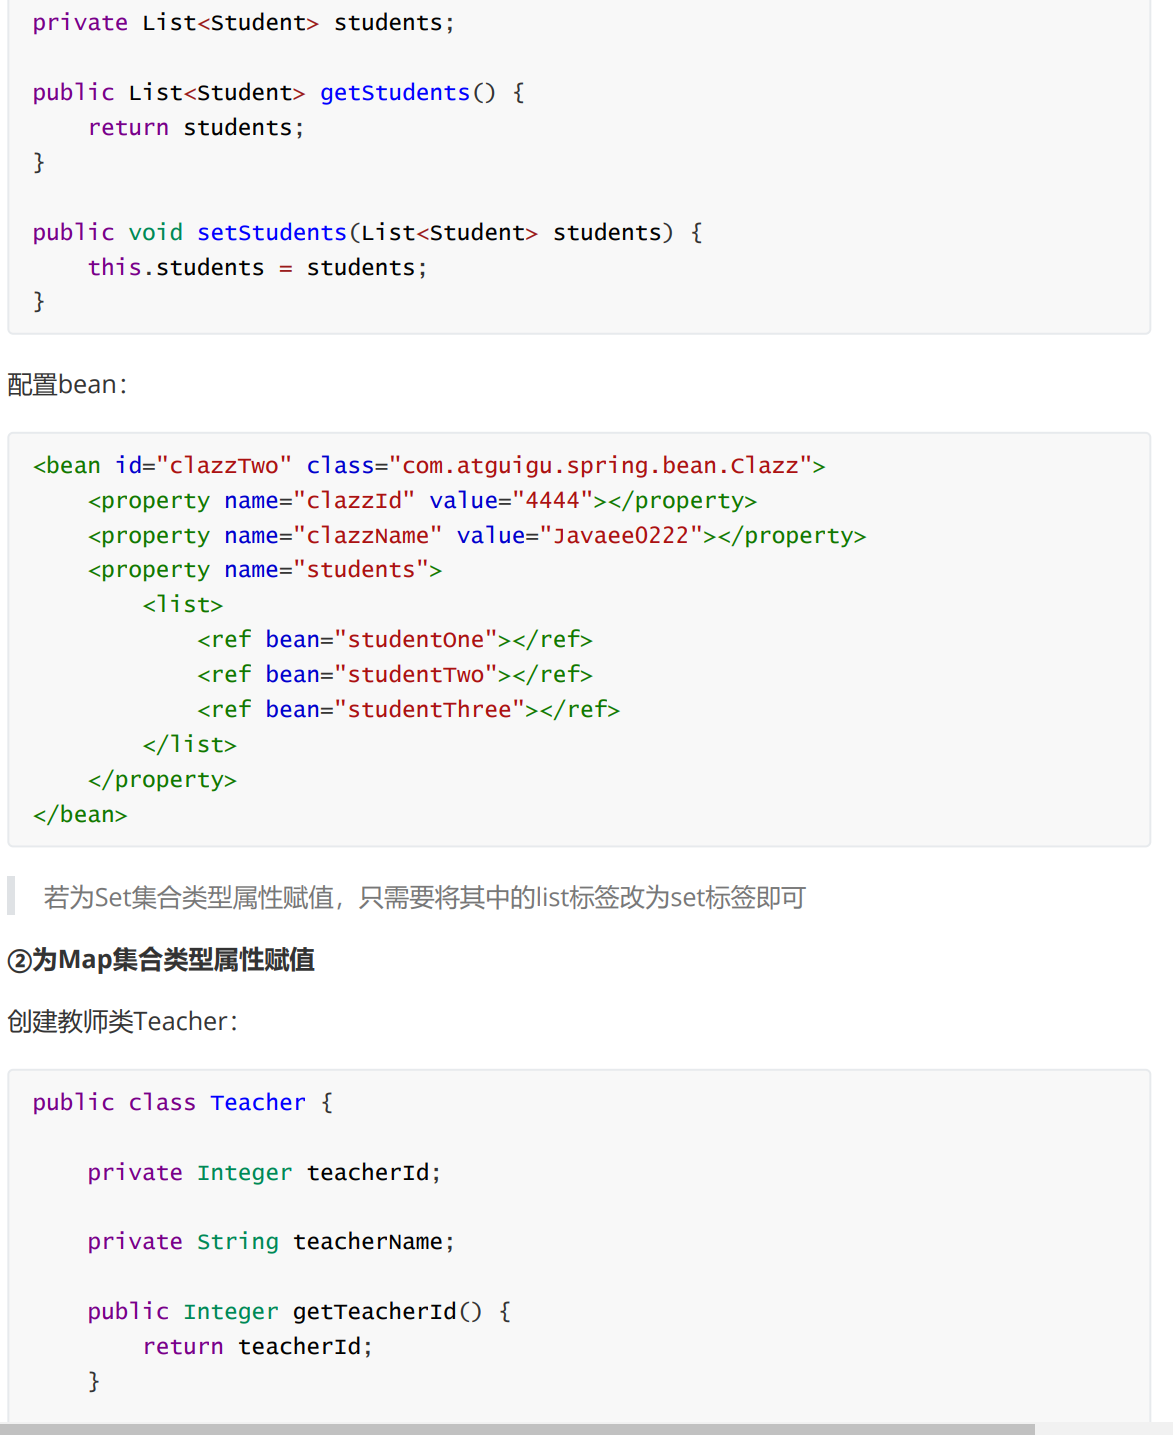 private List<Student> students;
public List<Student> getStudents() {
    return students;
}
public void setStudents(List<Student> students) {
    this.students = students;
}
配置bean：
<bean id="clazzTwo" class="com.atguigu.spring.bean.Clazz">
    <property name="clazzId" value="4444"></property>
    <property name="clazzName" value="Javaee0222"></property>
    <property name="students">
        <list>
            <ref bean="studentOne"></ref>
            <ref bean="studentTwo"></ref>
            <ref bean="studentThree"></ref>
        </list>
    </property>
</bean>
若为Set集合类型属性赋值，只需要将其中的list标签改为set标签即可
②为Map集合类型属性赋值
创建教师类Teacher：
public class Teacher {
    private Integer teacherId;
    private String teacherName;
    public Integer getTeacherId() {
        return teacherId;
    }